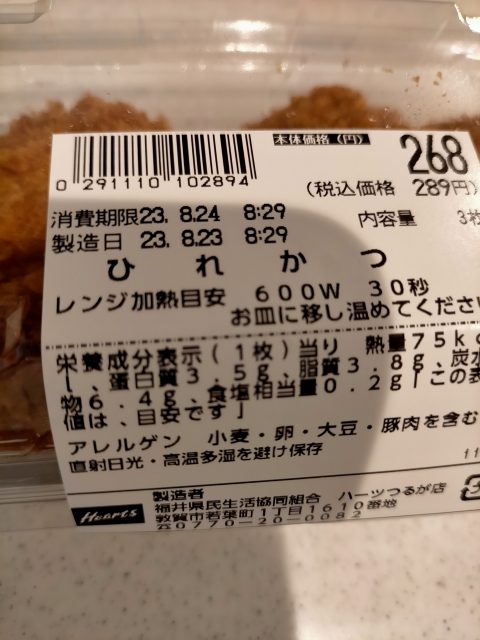 本体価格(円)
268
0 291110 102894
(税込価格 289円)
消費期限23. 8.24 8:29
内容量 3枚
製造日 23. 8.23 8:29
ひれかつ
レンジ加熱目安 600W 30秒
お皿に移し温めてくださ
栄養成分表示(1枚)当り 熱量75kc
l、蛋白質3.5g、脂質3.8g、炭水
物6.4g、食塩相当量0.2g「この表
値は、目安です」
アレルゲン 小麦・卵・大豆・豚肉を含む
直射日光・高温多湿を避け保存
11
Hearts
製造者
福井県民生活協同組合 ハーツつるが店
敦賀市若葉町1丁目1610番地
☎0770-20-0082